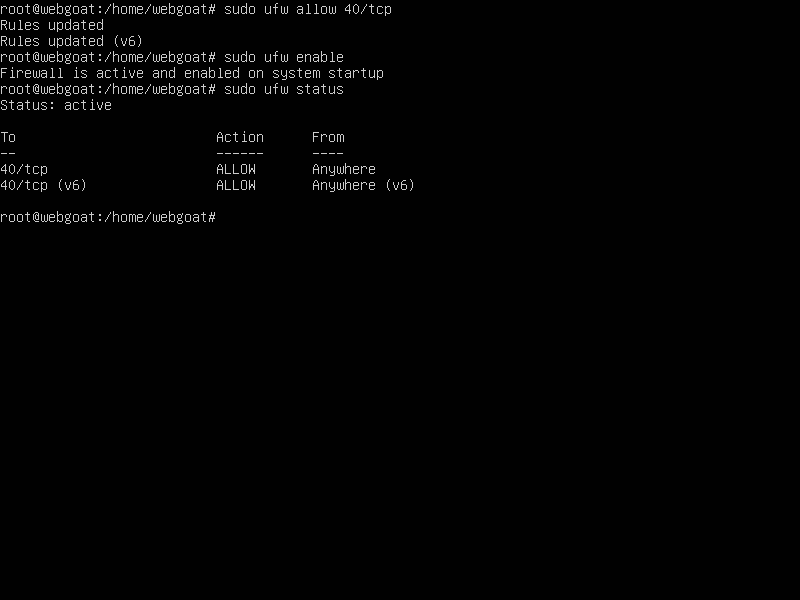 root@webgoat:/home/webgoat# sudo ufw allow 40/tcp
Rules updated
Rules updated (v6)
root@webgoat:/home/webgoat# sudo ufw enable
Firewall is active and enabled on system startup
root@webgoat:/home/webgoat# sudo ufw status
Status: active
To                         Action      From
--                         ------      ----
40/tcp                     ALLOW       Anywhere
40/tcp (v6)                ALLOW       Anywhere (v6)
root@webgoat:/home/webgoat#